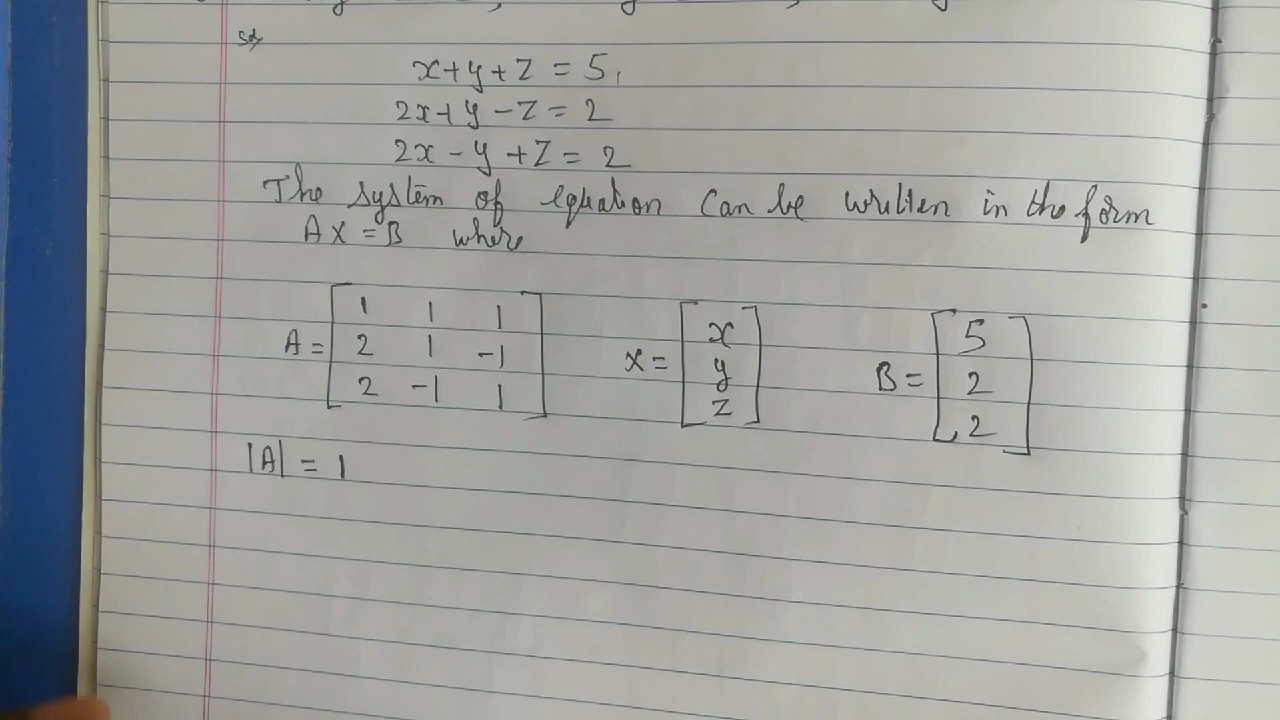 Sol
x+y+z = 5,
2x+y-z = 2
2x-y+z = 2
The system of equation can be written in the form
AX = B where
A = [1 1 1
2 1 -1
2 -1 1] X = [x
y
z] B = [5
2
2]
|A| = 1